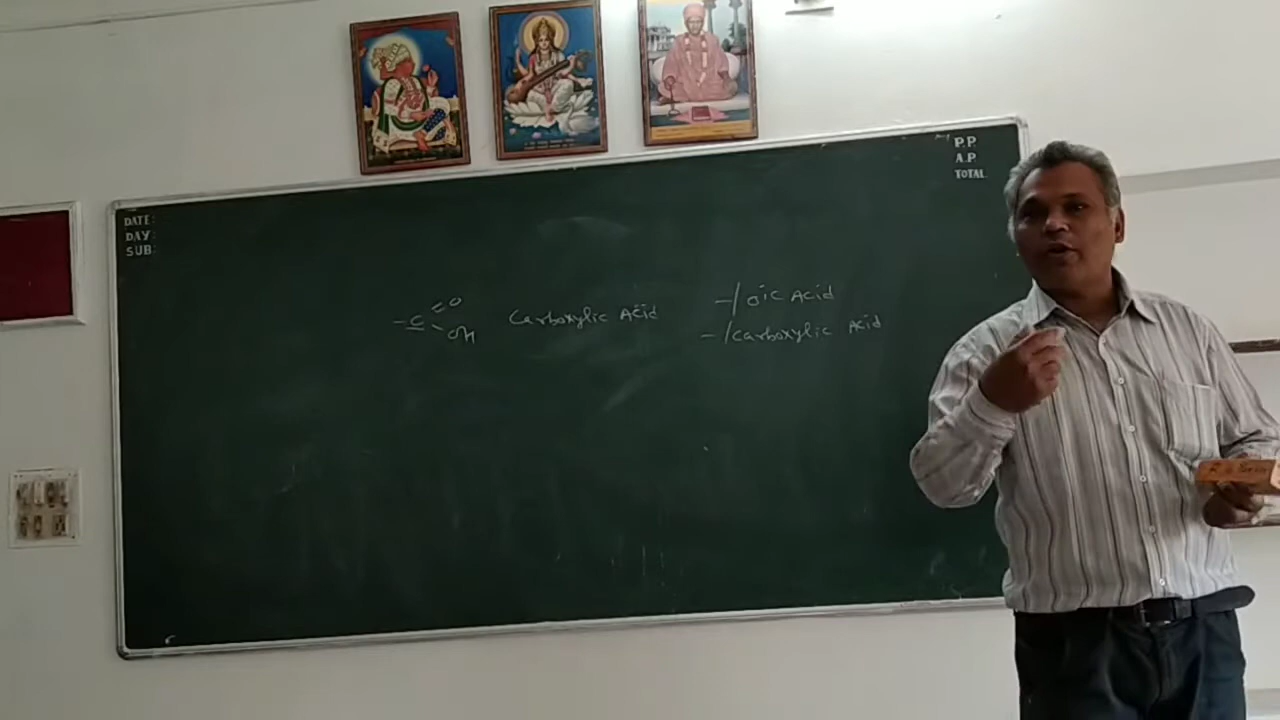 P.P.
A.P.
TOTAL
DATE:
DAY:
SUB:
-C=O
OH
Carboxylic Acid
-/ oic Acid
-/carboxylic Acid